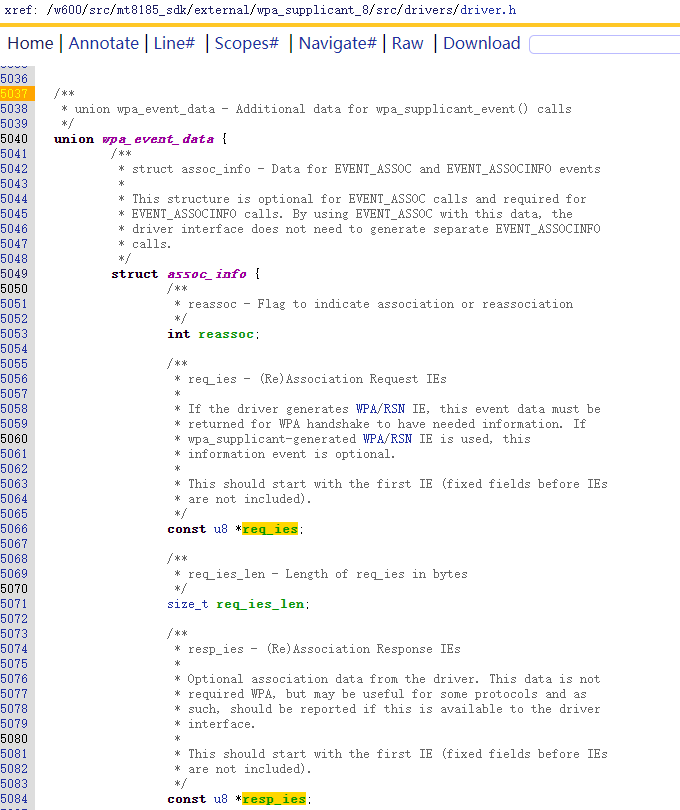 xref: /w600/src/mt8185_sdk/external/wpa_supplicant_8/src/drivers/driver.h
Home | Annotate | Line# | Scopes# | Navigate# | Raw | Download
5036
5037 /**
5038 * union wpa_event_data - Additional data for wpa_supplicant_event() calls
5039 */
5040 union wpa_event_data {
5041 /**
5042 * struct assoc_info - Data for EVENT_ASSOC and EVENT_ASSOCINFO events
5043 *
5044 * This structure is optional for EVENT_ASSOC calls and required for
5045 * EVENT_ASSOCINFO calls. By using EVENT_ASSOC with this data, the
5046 * driver interface does not need to generate separate EVENT_ASSOCINFO
5047 * calls.
5048 */
5049 struct assoc_info {
5050 /**
5051 * reassoc - Flag to indicate association or reassociation
5052 */
5053 int reassoc;
5054
5055 /**
5056 * req_ies - (Re)Association Request IEs
5057 *
5058 * If the driver generates WPA/RSN IE, this event data must be
5059 * returned for WPA handshake to have needed information. If
5060 * wpa_supplicant-generated WPA/RSN IE is used, this
5061 * information event is optional.
5062 *
5063 * This should start with the first IE (fixed fields before IEs
5064 * are not included).
5065 */
5066 const u8 *req_ies;
5067
5068 /**
5069 * req_ies_len - Length of req_ies in bytes
5070 */
5071 size_t req_ies_len;
5072
5073 /**
5074 * resp_ies - (Re)Association Response IEs
5075 *
5076 * Optional association data from the driver. This data is not
5077 * required WPA, but may be useful for some protocols and as
5078 * such, should be reported if this is available to the driver
5079 * interface.
5080 *
5081 * This should start with the first IE (fixed fields before IEs
5082 * are not included).
5083 */
5084 const u8 *resp_ies;